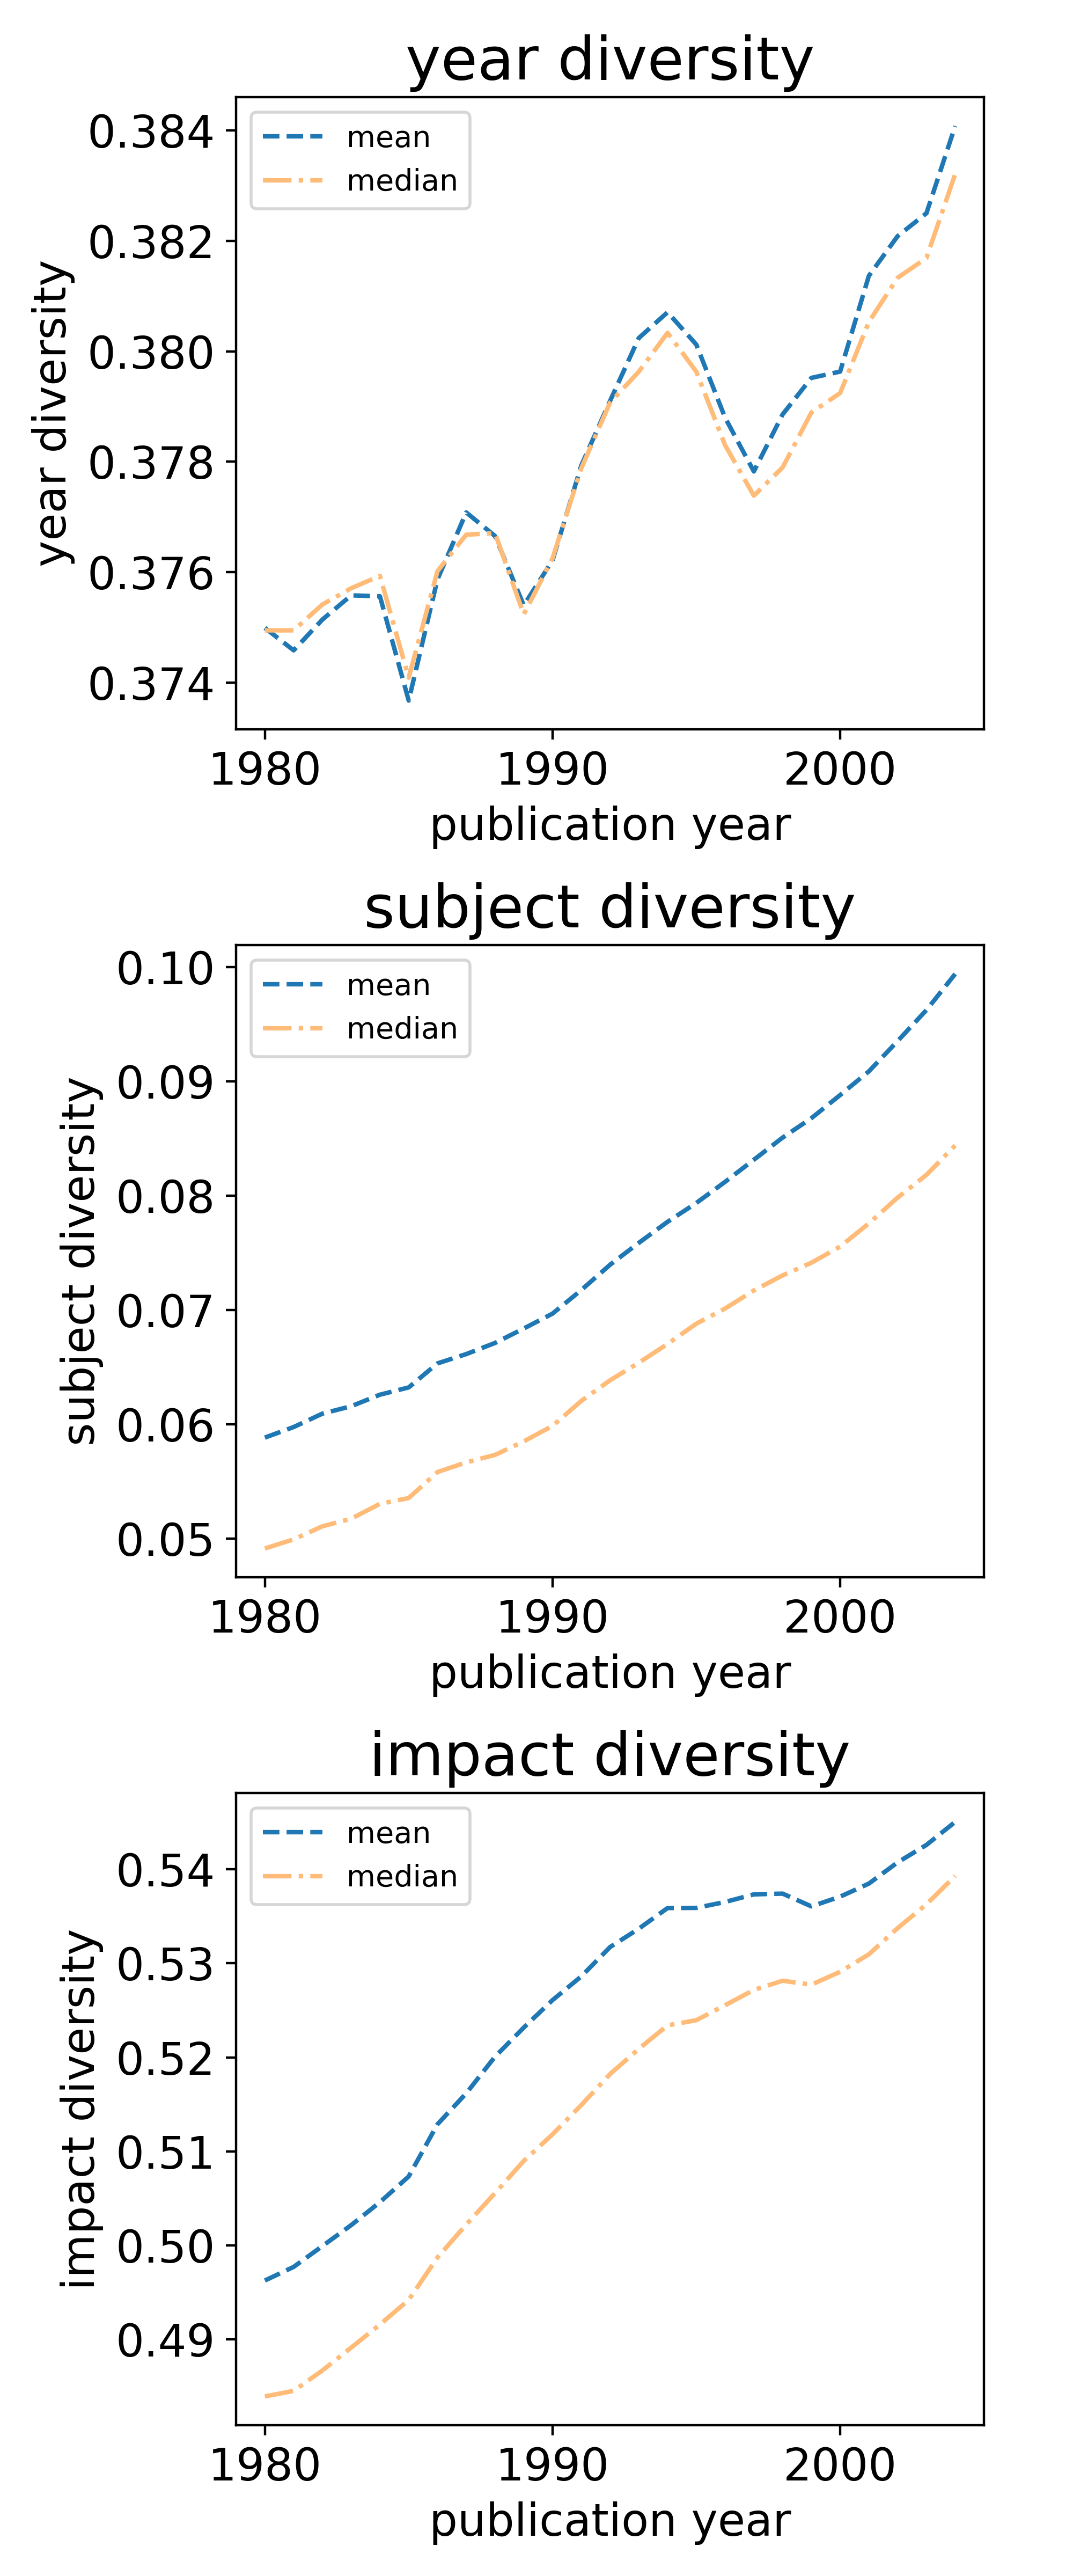 year diversity
mean
median
0.384
0.382
0.380
0.378
0.376
0.374
year diversity
1980 1990 2000
publication year
subject diversity
mean
median
0.10
0.09
0.08
0.07
0.06
0.05
subject diversity
1980 1990 2000
publication year
impact diversity
mean
median
0.54
0.53
0.52
0.51
0.50
0.49
impact diversity
1980 1990 2000
publication year